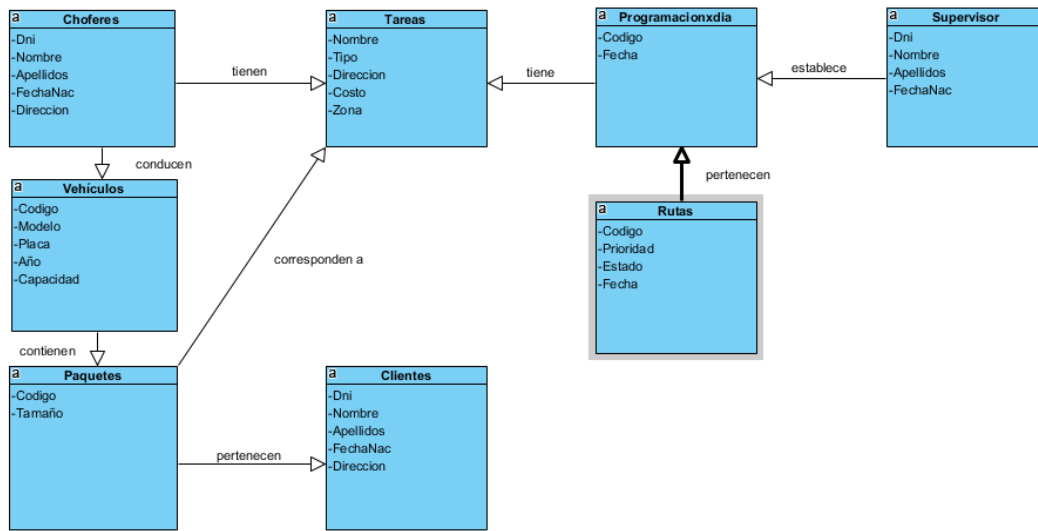 a Choferes
-Dni
-Nombre
-Apellidos
-FechaNac
-Direccion
tienen
a Tareas
-Nombre
-Tipo
-Direccion
-Costo
-Zona
tiene
a Programacionxdia
-Codigo
-Fecha
establece
a Supervisor
-Dni
-Nombre
-Apellidos
-FechaNac
conducen
pertenecen
a Vehículos
-Codigo
-Modelo
-Placa
-Año
-Capacidad
corresponden a
a Rutas
-Codigo
-Prioridad
-Estado
-Fecha
contienen
a Paquetes
-Codigo
-Tamaño
pertenecen
a Clientes
-Dni
-Nombre
-Apellidos
-FechaNac
-Direccion